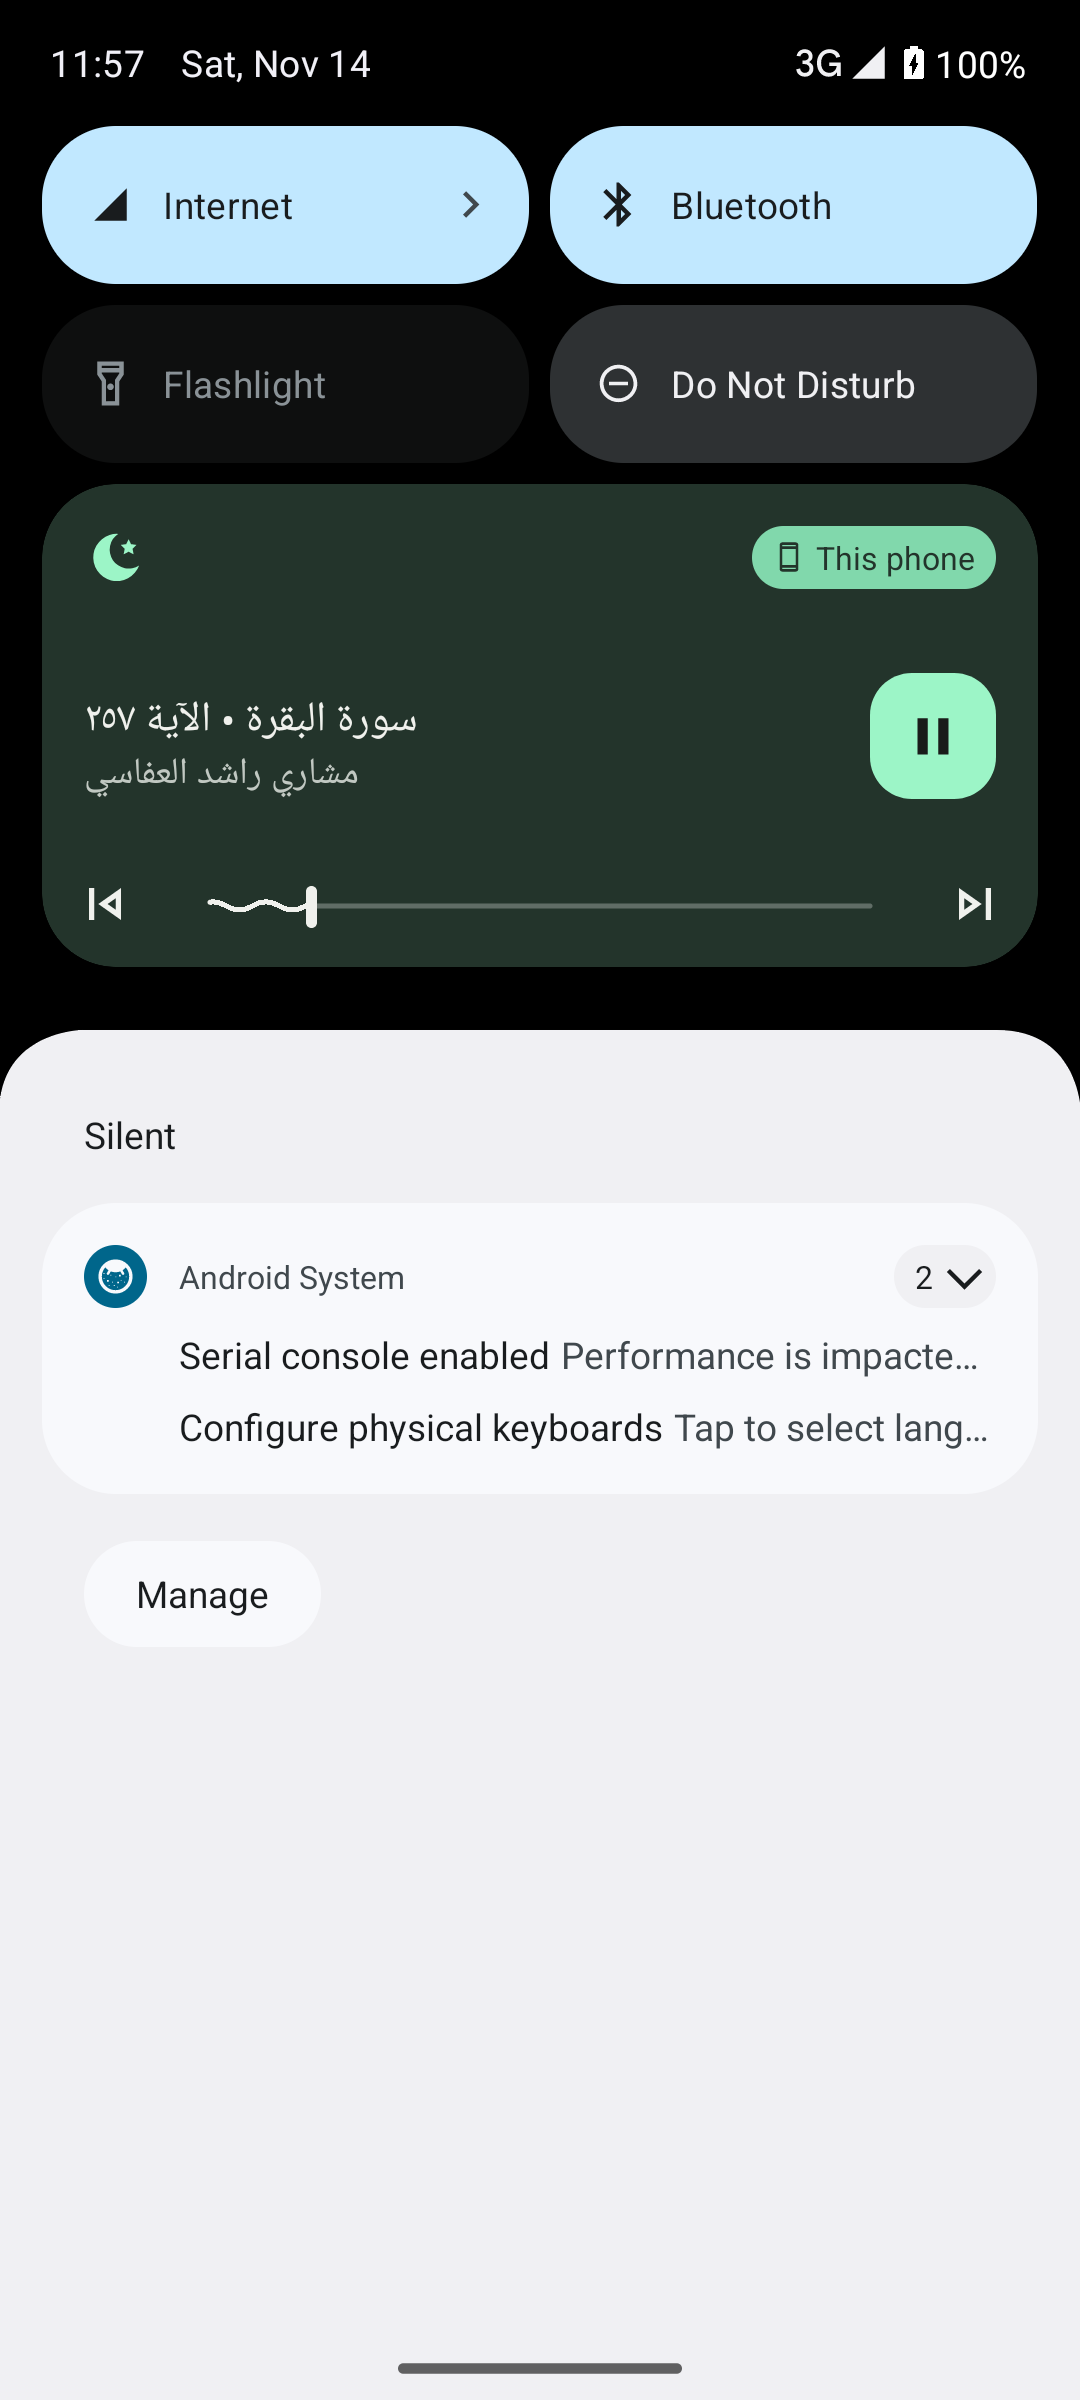 11:57 Sat, Nov 14 3G 100%
Internet
Bluetooth
Flashlight
Do Not Disturb
This phone
سورة البقرة • الآية ٢٥٧
مشاري راشد العفاسي
Silent
Android System 2
Serial console enabled Performance is impacte…
Configure physical keyboards Tap to select lang…
Manage